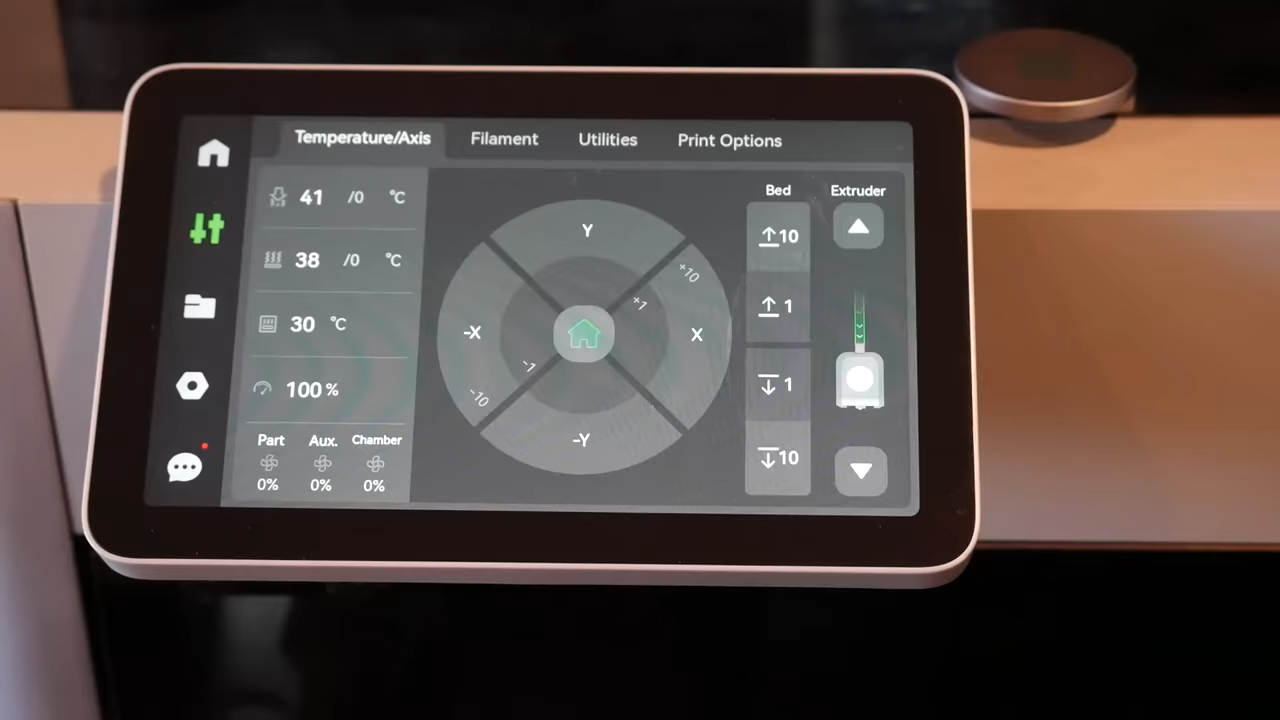 Temperature/Axis Filament Utilities Print Options
41 /0 °C
38 /0 °C
30 °C
100%
Part Aux. Chamber
0% 0% 0%
Y
+10
+1
-X
X
-1
-10
-Y
Bed
10
1
1
10
Extruder